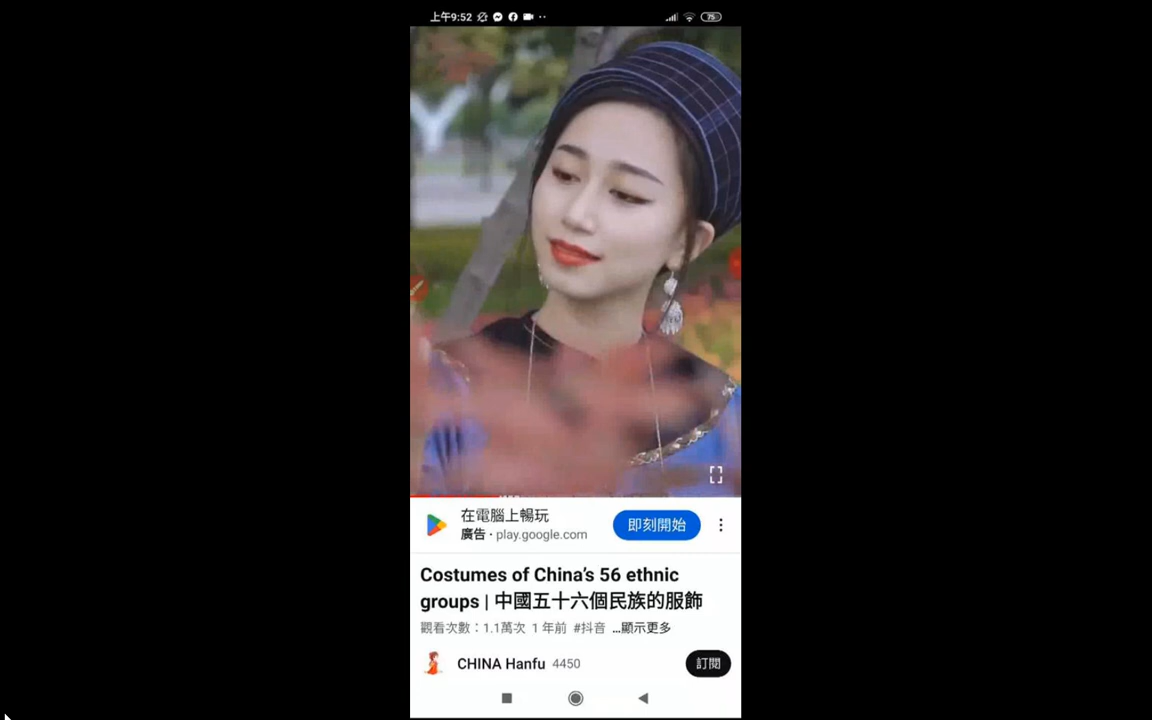 上午9:52
75
在電腦上暢玩
廣告 · play.google.com
即刻開始
Costumes of China's 56 ethnic
groups | 中國五十六個民族的服飾
觀看次數：1.1萬次 1 年前 #抖音 ...顯示更多
CHINA Hanfu 4450
訂閱